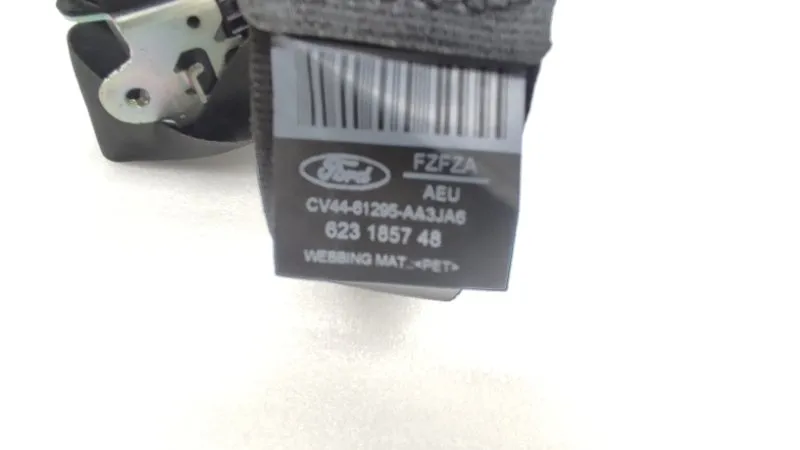 Ford
FZFZA
AEU
CV44-61295-AA3JA6
623 1857 48
WEBBING MAT..<PET>